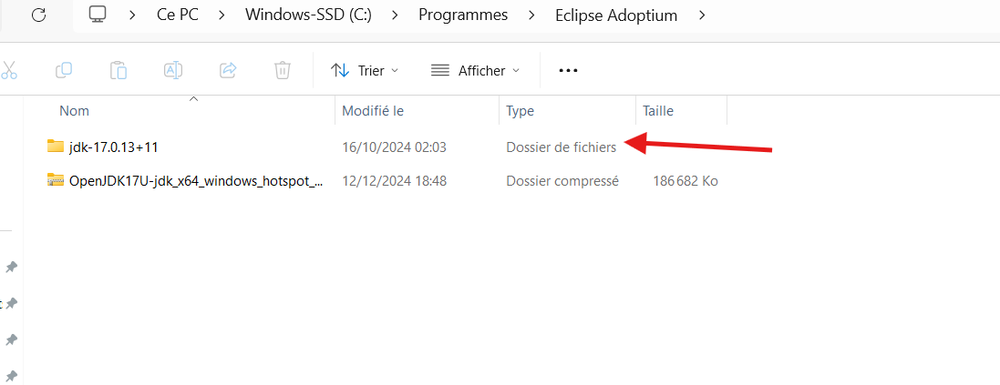 Ce PC > Windows-SSD (C:) > Programmes > Eclipse Adoptium >
Trier Afficher ...
Nom Modifié le Type Taille
jdk-17.0.13+11 16/10/2024 02:03 Dossier de fichiers
OpenJDK17U-jdk_x64_windows_hotspot_... 12/12/2024 18:48 Dossier compressé 186 682 Ko